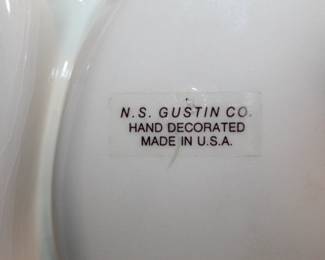 N.S. GUSTIN CO.
HAND DECORATED
MADE IN U.S.A.